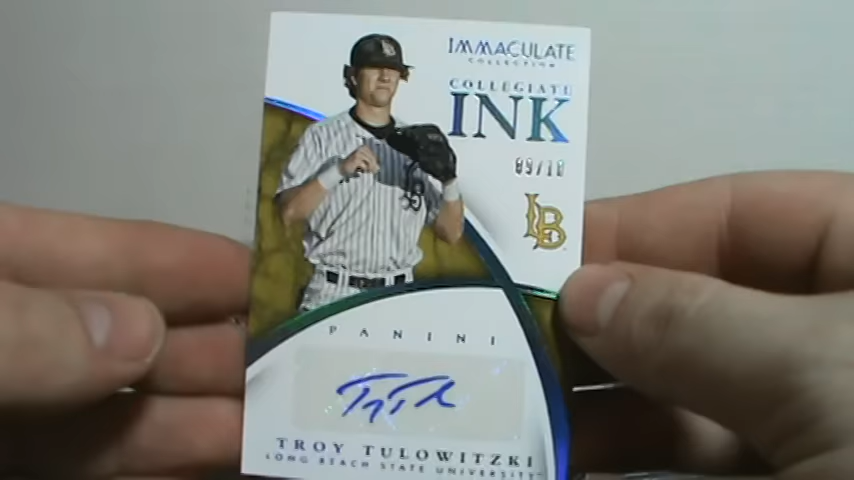 IMMACULATE
COLLECTION
COLLEGIATE
INK
09/10
LB
PANINI
TROY TULOWITZKI
LONG BEACH STATE UNIVERSITY